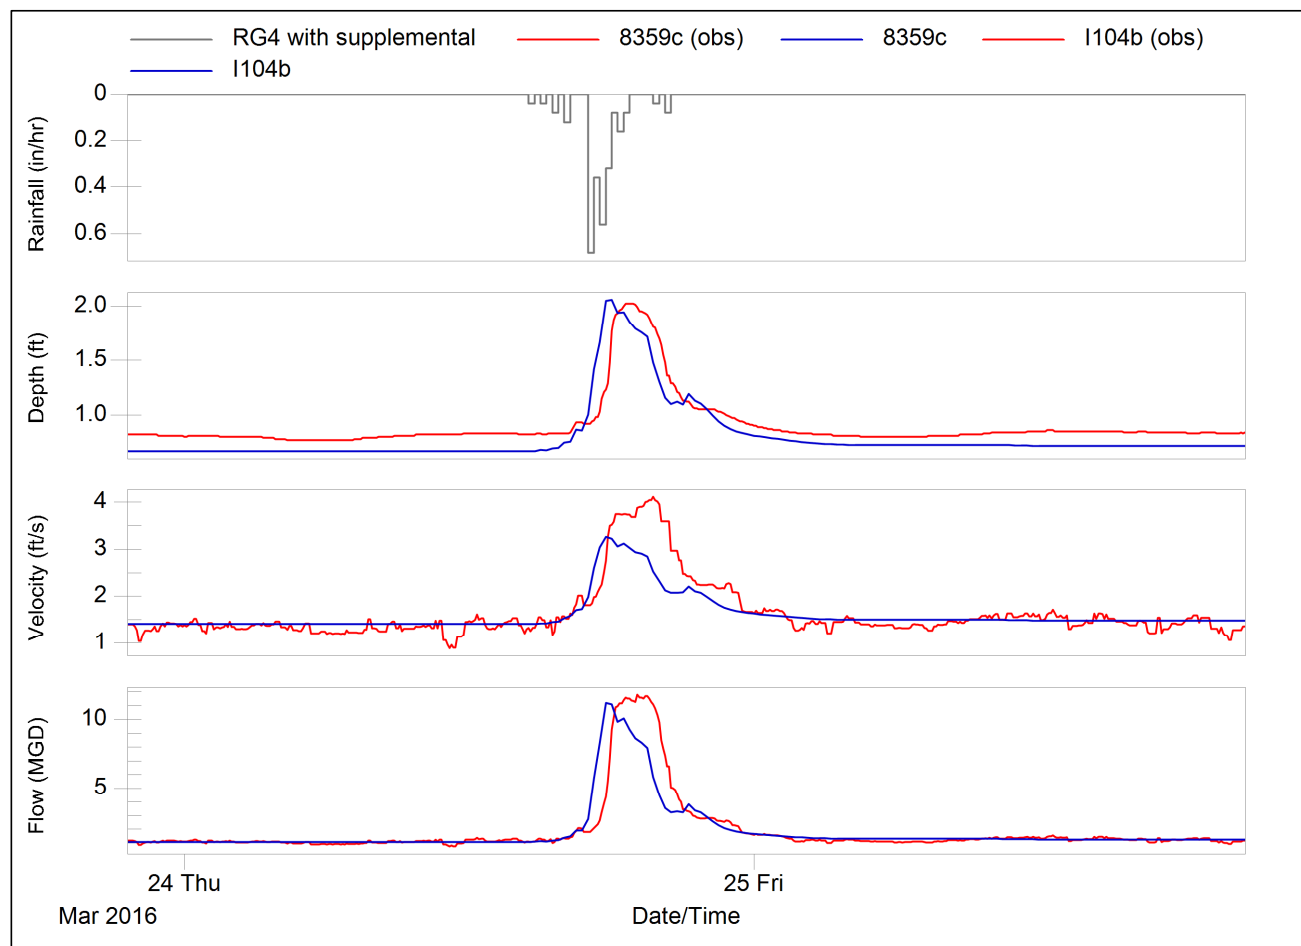 RG4 with supplemental 8359c (obs) 8359c I104b (obs)
I104b
Rainfall (in/hr)
0
0.2
0.4
0.6
Depth (ft)
2.0
1.5
1.0
Velocity (ft/s)
4
3
2
1
Flow (MGD)
10
5
24 Thu 25 Fri
Mar 2016 Date/Time